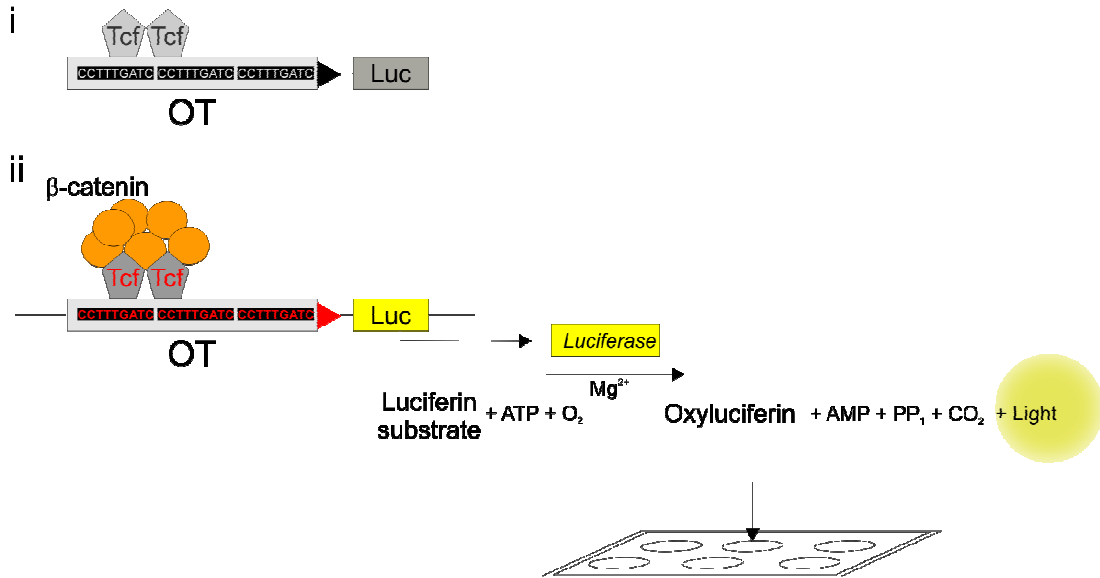 i
Tcf Tcf
CCTTTGATC CCTTTGATC CCTTTGATC
Luc
OT
ii
β-catenin
Tcf Tcf
CCTTTGATC CCTTTGATC CCTTTGATC
Luc
OT
Luciferase
Mg²⁺
Luciferin
substrate
+ ATP + O₂
Oxyluciferin
+ AMP + PP₁ + CO₂ + Light